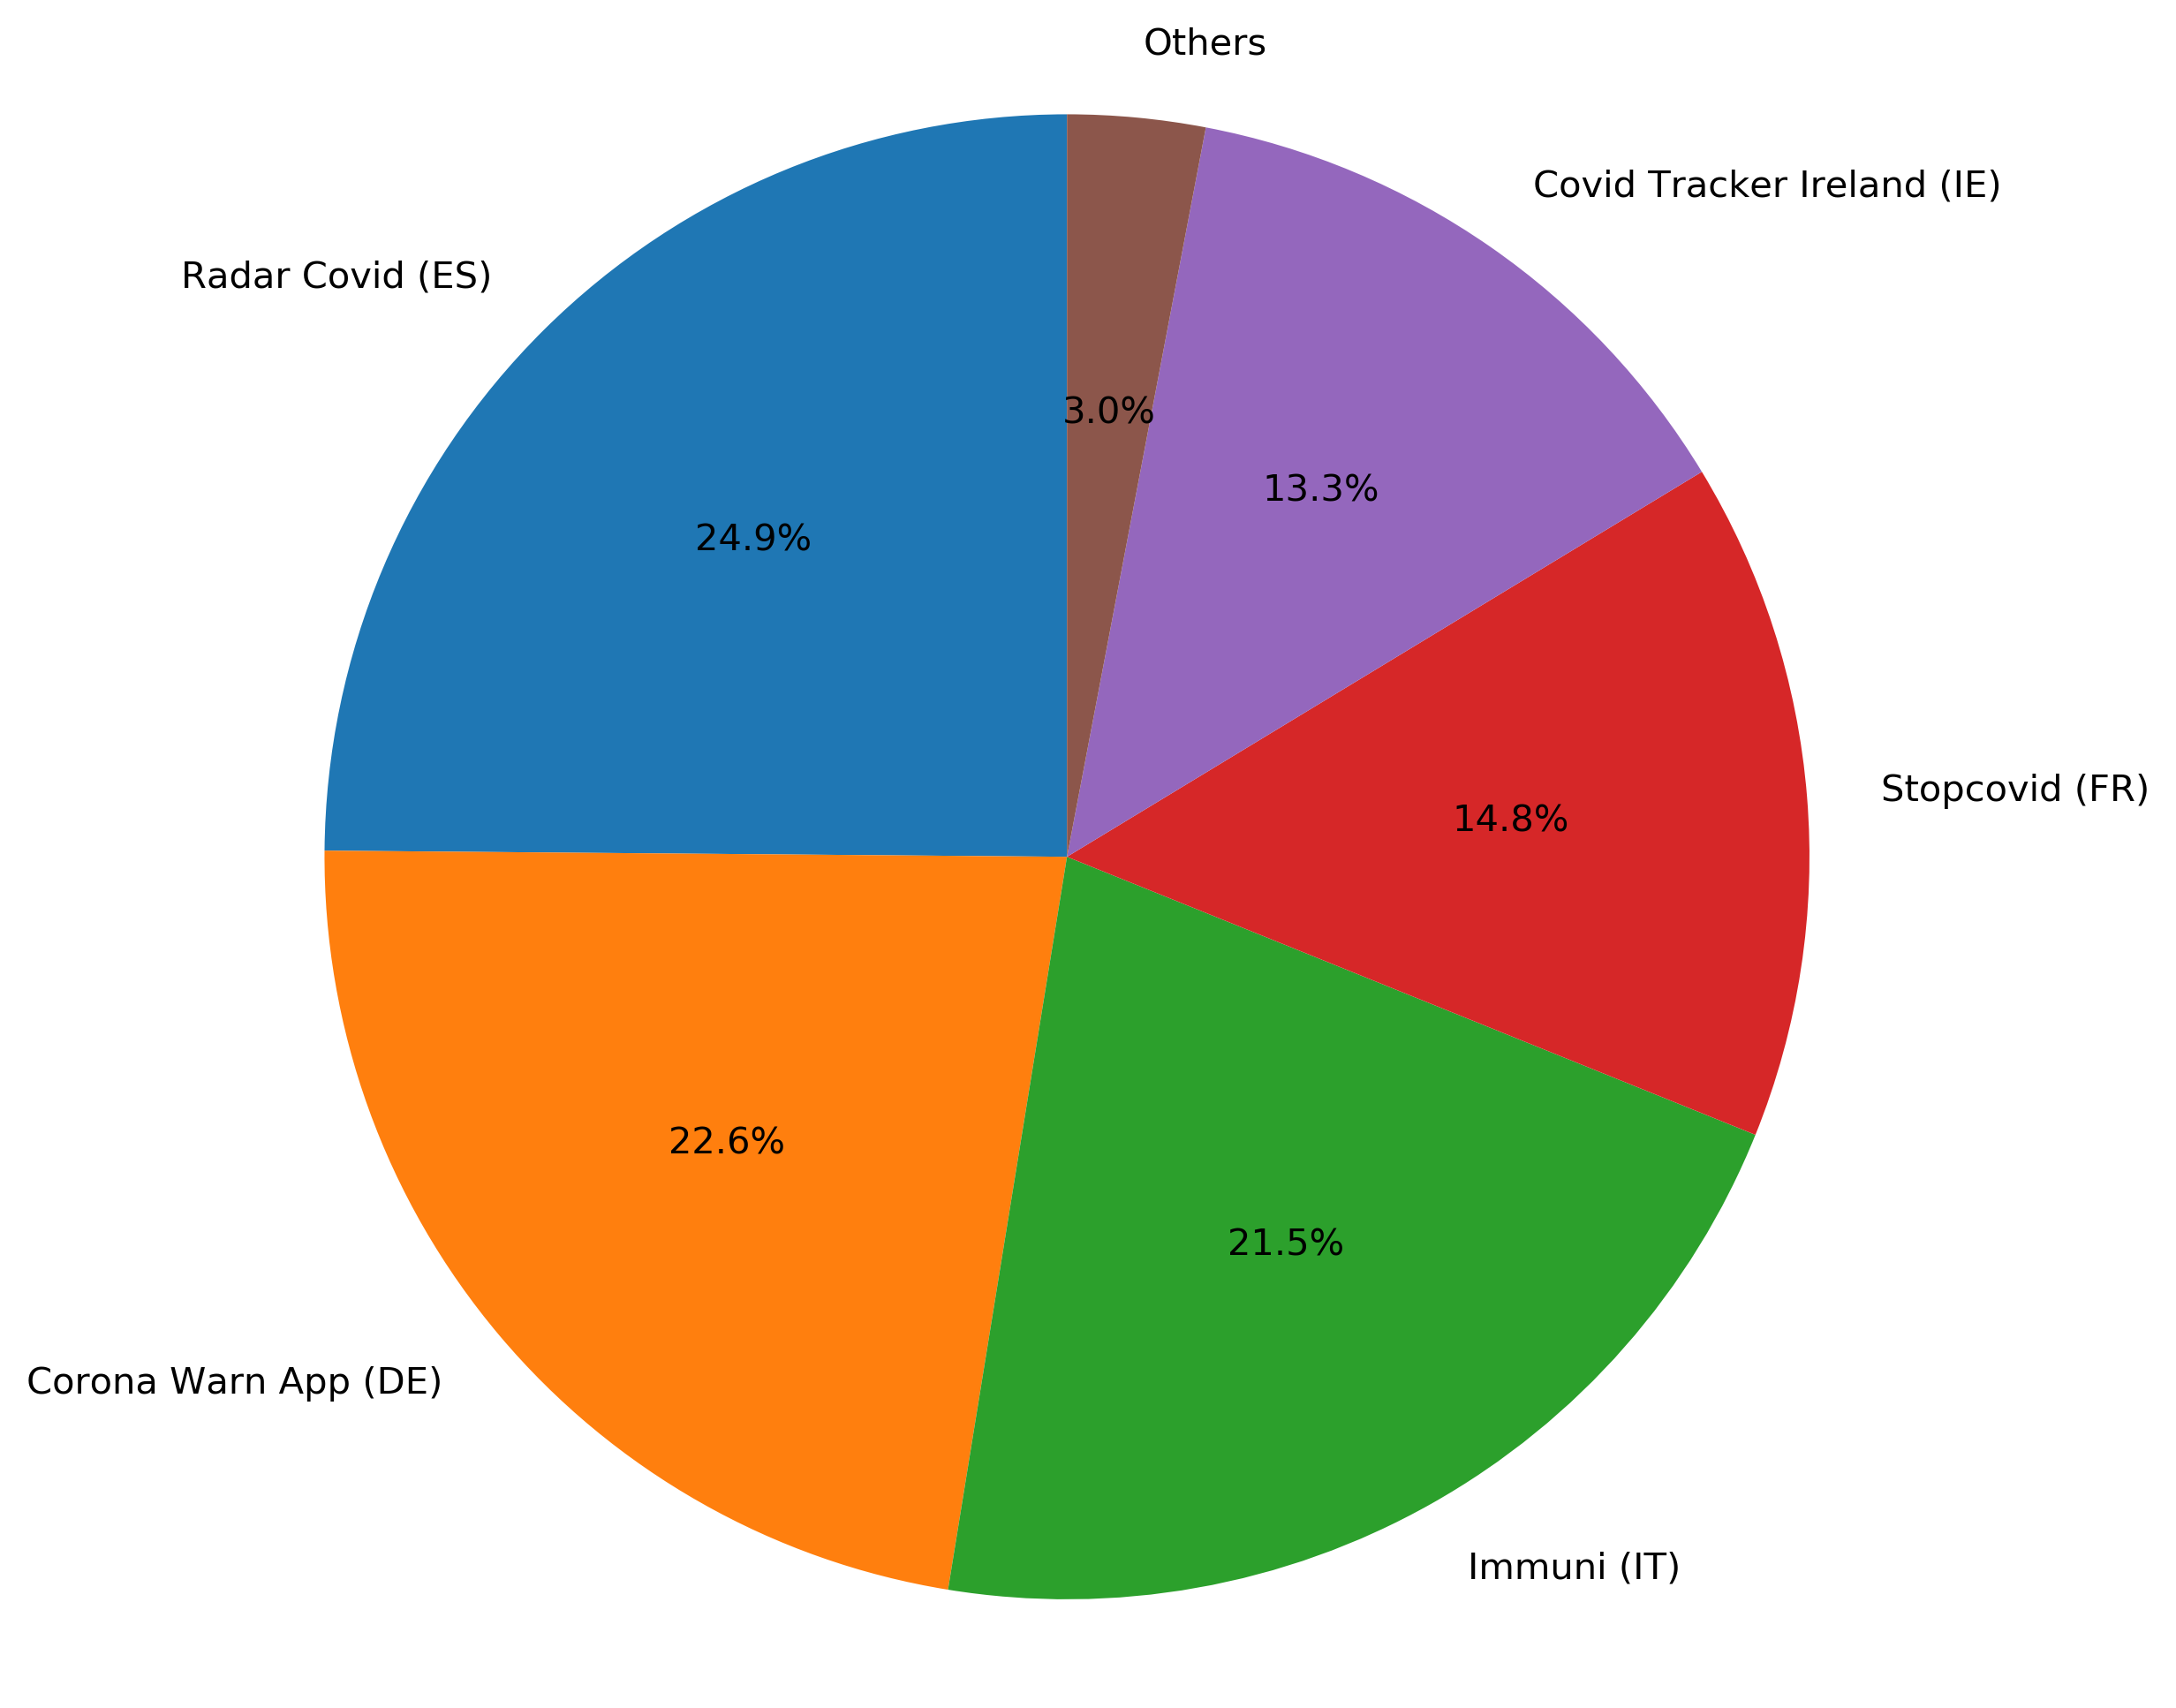 Others
Covid Tracker Ireland (IE)
Radar Covid (ES)
3.0%
13.3%
24.9%
Stopcovid (FR)
14.8%
22.6%
21.5%
Corona Warn App (DE)
Immuni (IT)